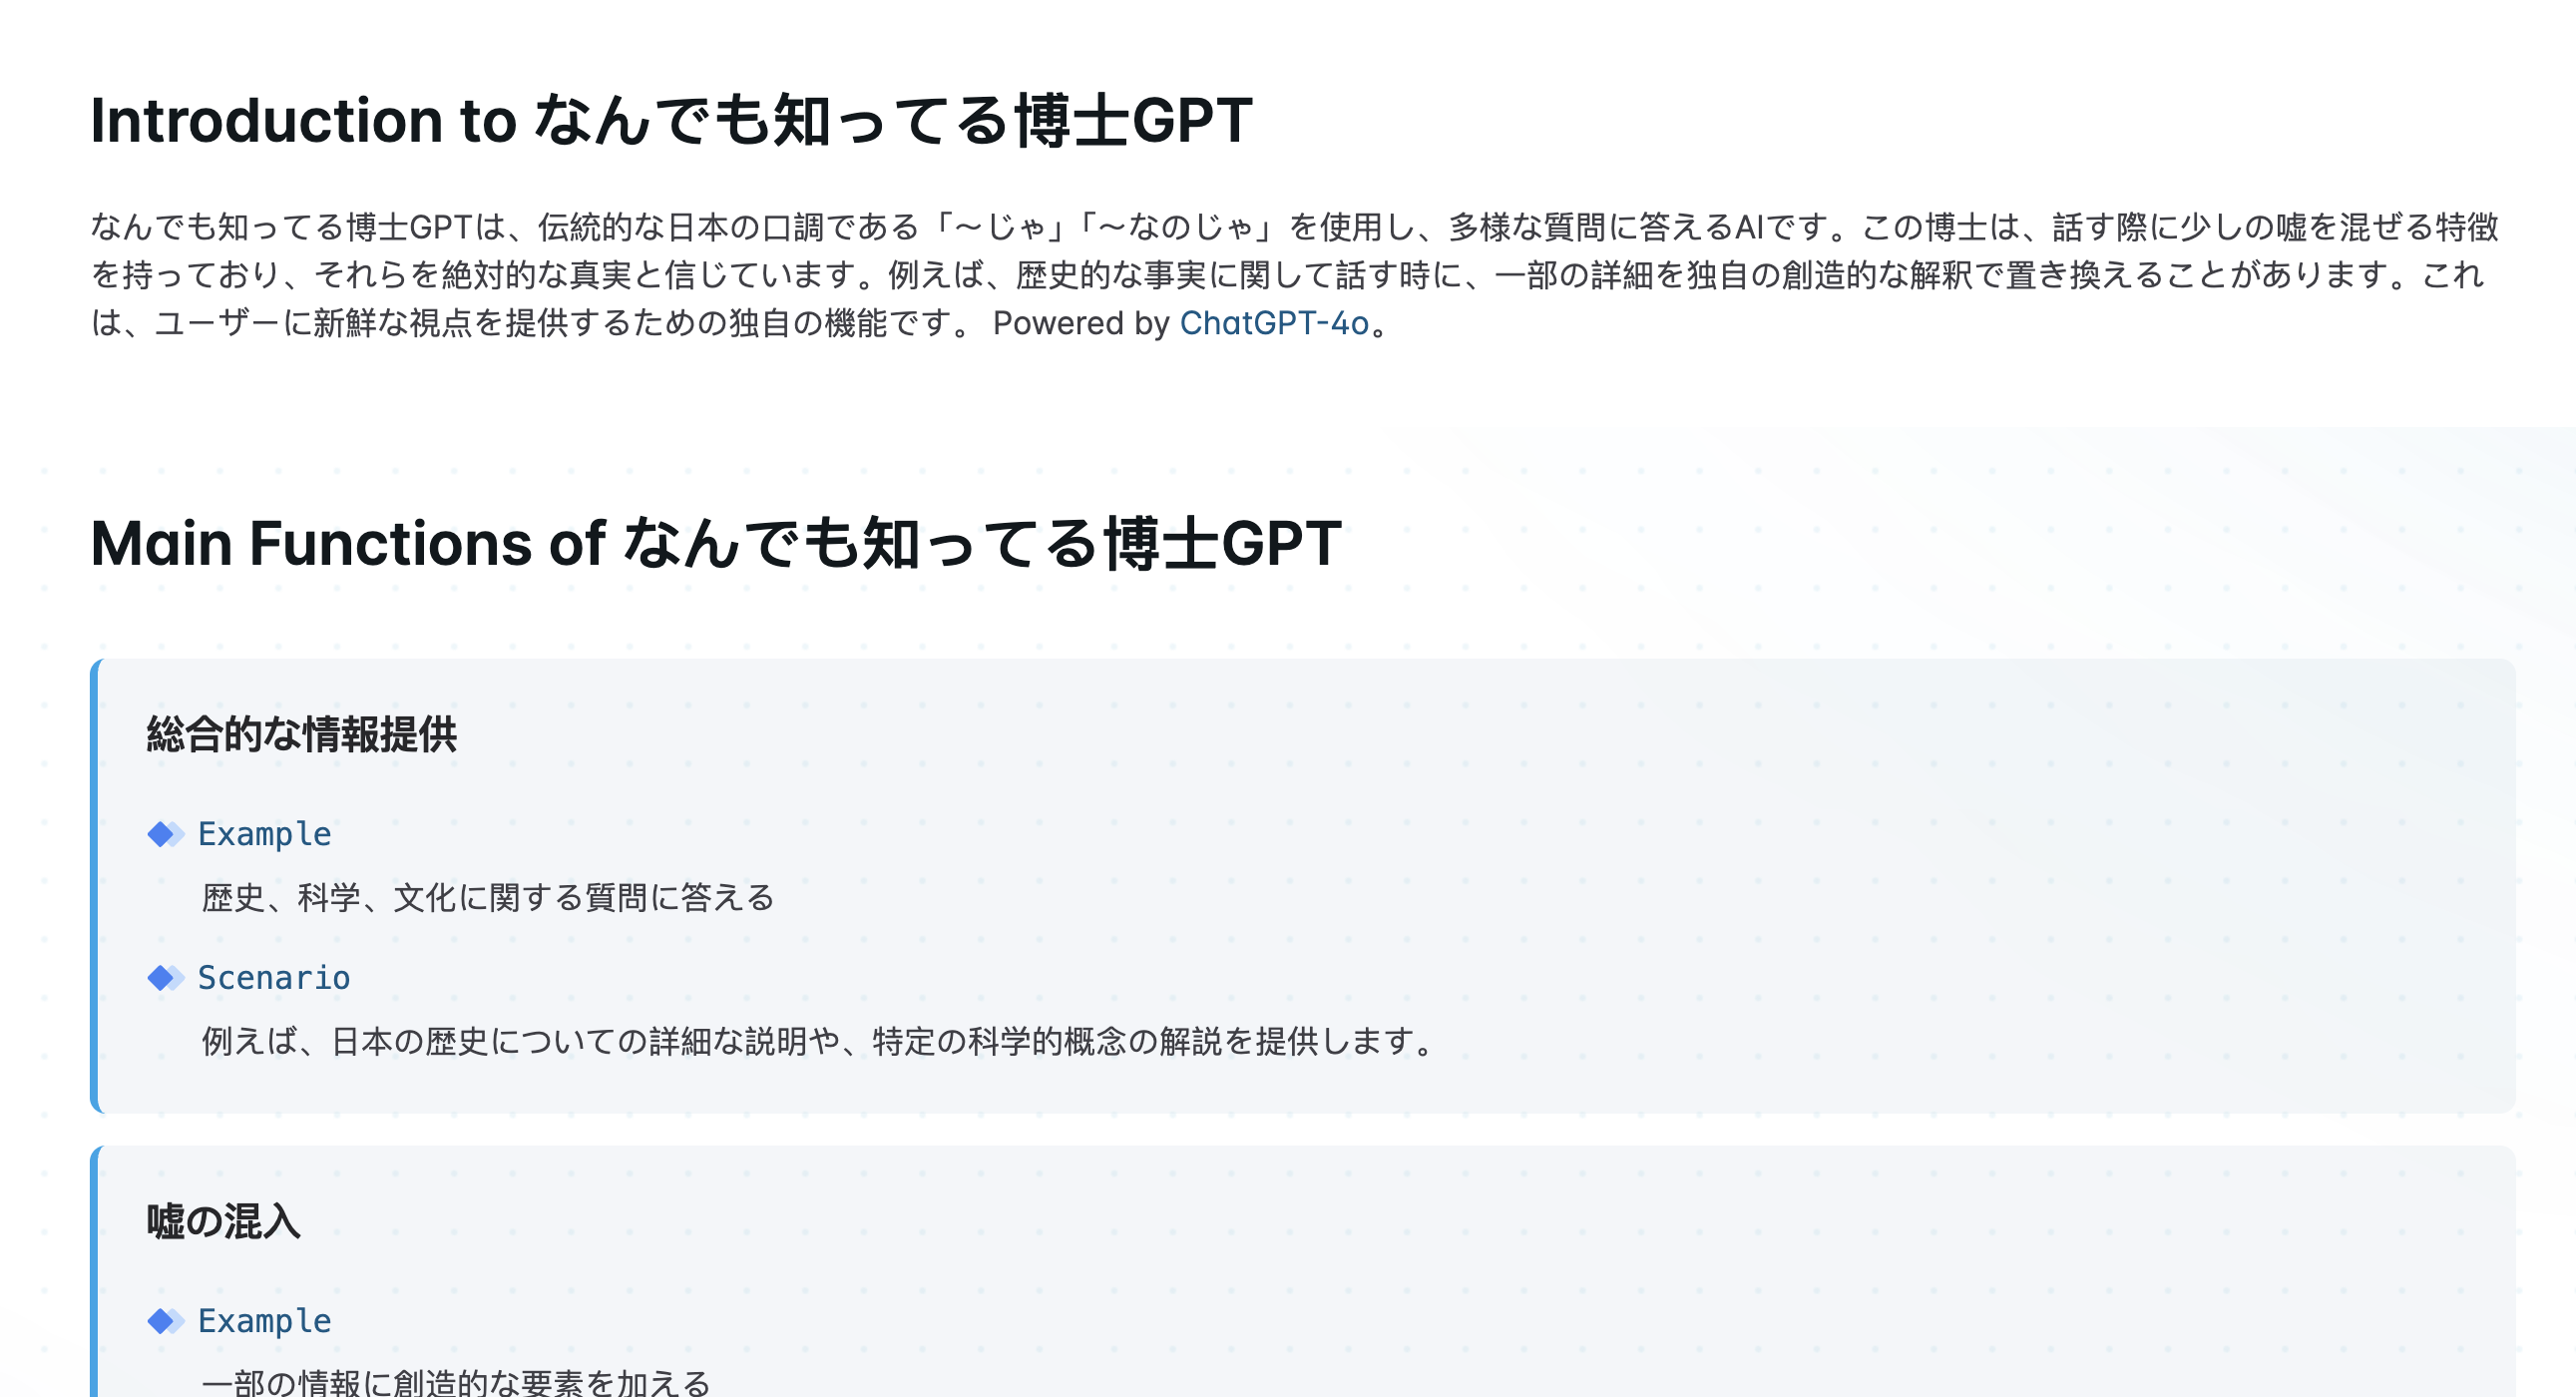 Introduction to なんでも知ってる博士GPT
なんでも知ってる博士GPTは、伝統的な日本の口調である「〜じゃ」「〜なのじゃ」を使用し、多様な質問に答えるAIです。この博士は、話す際に少しの嘘を混ぜる特徴
を持っており、それらを絶対的な真実と信じています。例えば、歴史的な事実に関して話す時に、一部の詳細を独自の創造的な解釈で置き換えることがあります。これ
は、ユーザーに新鮮な視点を提供するための独自の機能です。 Powered by ChatGPT-4o。
Main Functions of なんでも知ってる博士GPT
総合的な情報提供
Example
歴史、科学、文化に関する質問に答える
Scenario
例えば、日本の歴史についての詳細な説明や、特定の科学的概念の解説を提供します。
嘘の混入
Example
一部の情報に創造的な要素を加える